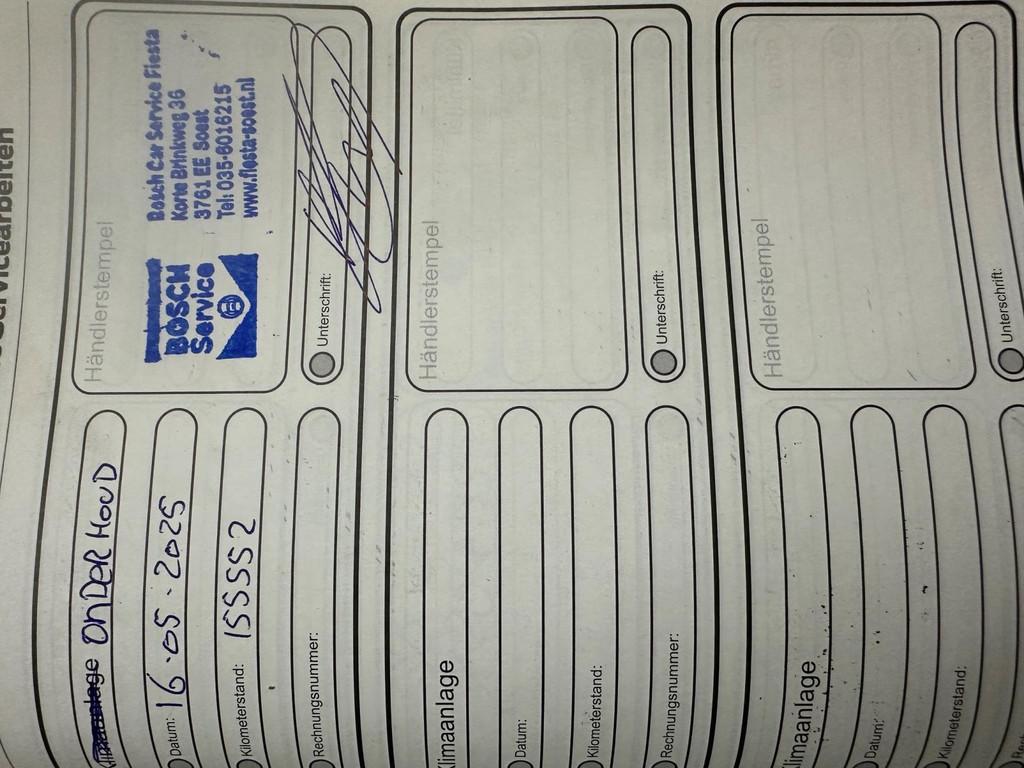 Servicearbeiten
Klimaanlage ONDERHOUD
Datum: 16-05-2025
Kilometerstand: 155552
Rechnungsnummer:
Händlerstempel
BOSCH
Service
Bosch Car Service Fiesta
Korte Brinkweg 36
3761 EE Soest
Tel: 035-6016215
www.fiesta-soest.nl
Unterschrift:
Klimaanlage
Datum:
Kilometerstand:
Rechnungsnummer:
Händlerstempel
Unterschrift:
Klimaanlage
Datum:
Kilometerstand:
Händlerstempel
Unterschrift: